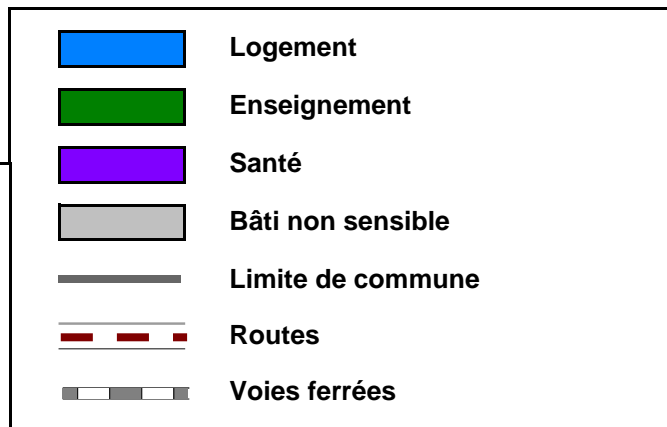 Logement
Enseignement
Santé
Bâti non sensible
Limite de commune
Routes
Voies ferrées